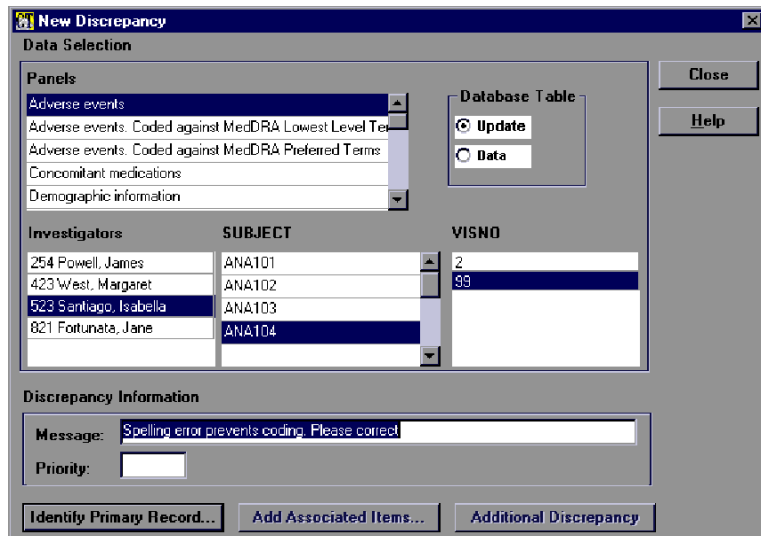 New Discrepancy
Data Selection
Panels
Adverse events
Adverse events. Coded against MedDRA Lowest Level Ter
Adverse events. Coded against MedDRA Preferred Terms
Concomitant medications
Demographic information
Database Table
Update
Data
Close
Help
Investigators
254 Powell, James
423 West, Margaret
523 Santiago, Isabella
821 Fortunata, Jane
SUBJECT
ANA101
ANA102
ANA103
ANA104
VISNO
2
99
Discrepancy Information
Message: Spelling error prevents coding. Please correct
Priority:
Identify Primary Record... Add Associated Items... Additional Discrepancy